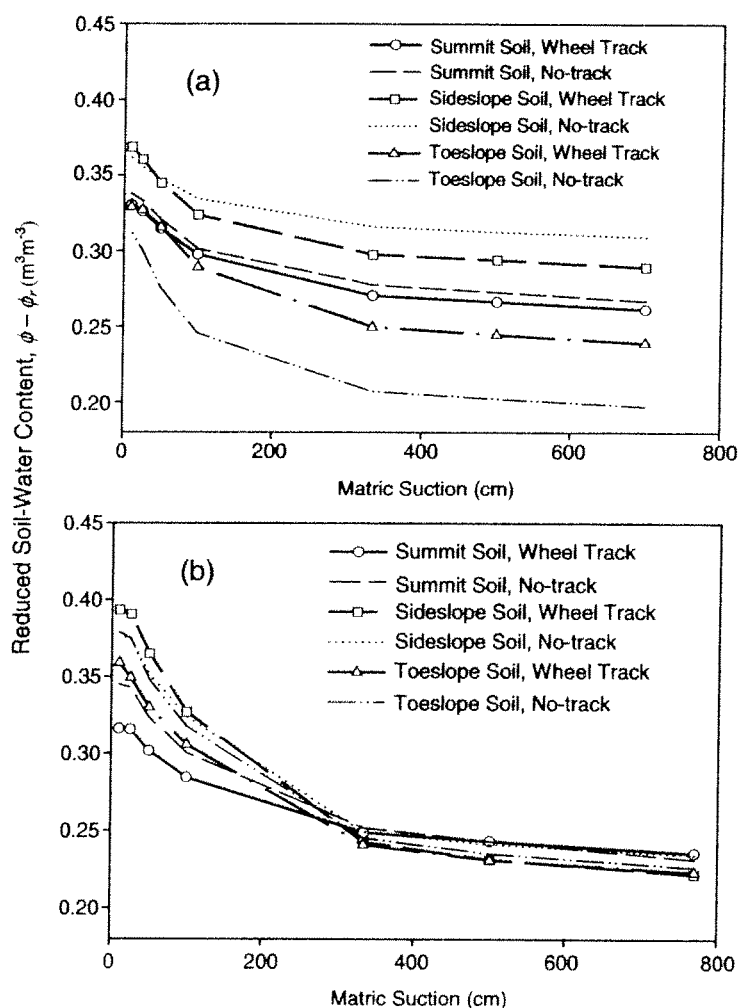 Reduced Soil-Water Content, ϕ – ϕr (m³m⁻³)
0.45
0.40
0.35
0.30
0.25
0.20
(a)
Summit Soil, Wheel Track
Summit Soil, No-track
Sideslope Soil, Wheel Track
Sideslope Soil, No-track
Toeslope Soil, Wheel Track
Toeslope Soil, No-track
0 200 400 600 800
Matric Suction (cm)
0.45
0.40
0.35
0.30
0.25
0.20
(b)
Summit Soil, Wheel Track
Summit Soil, No-track
Sideslope Soil, Wheel Track
Sideslope Soil, No-track
Toeslope Soil, Wheel Track
Toeslope Soil, No-track
0 200 400 600 800
Matric Suction (cm)